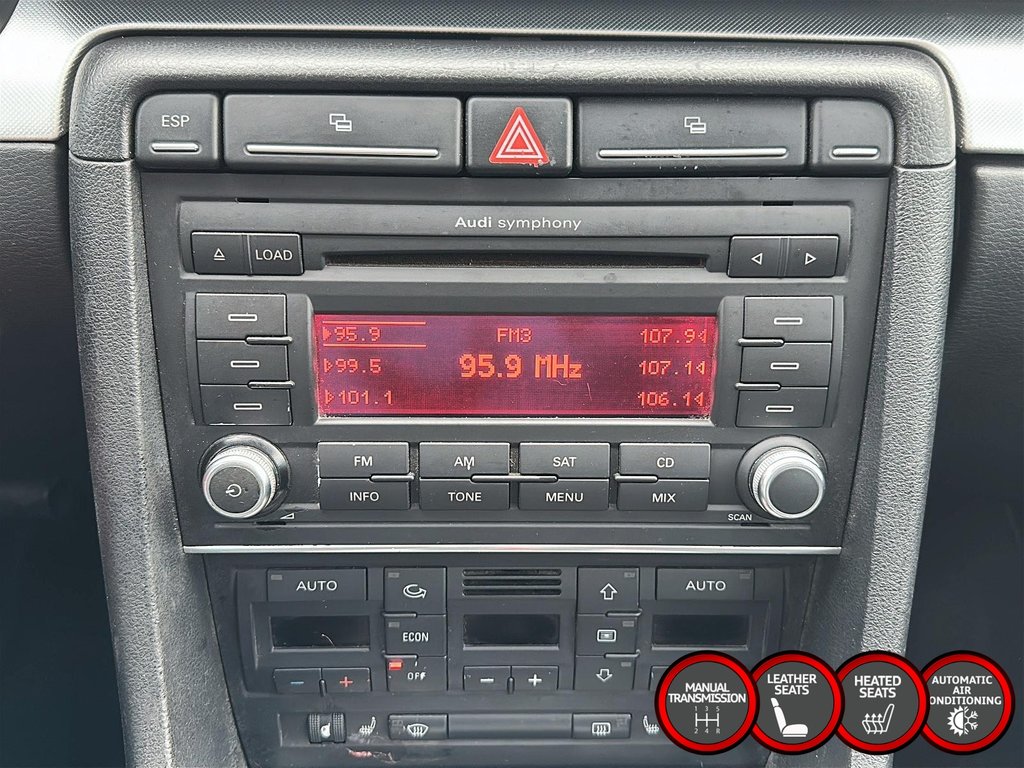 ESP
Audi symphony
LOAD
95.9 FM3 107.9
99.5 95.9 MHz 107.1
101.1 106.1
FM AM SAT CD
INFO TONE MENU MIX
SCAN
AUTO AUTO
ECON
OFF
MANUAL
TRANSMISSION
1 3 5
2 4 R
LEATHER
SEATS
HEATED
SEATS
AUTOMATIC
AIR
ONDITIONING